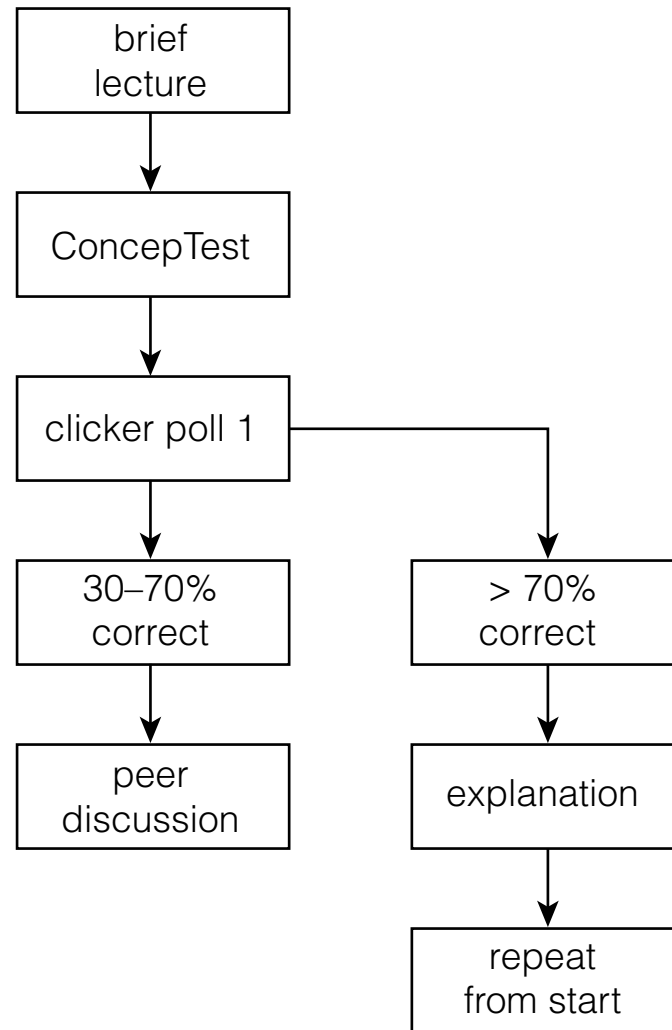 brief
lecture
ConcepTest
clicker poll 1
30–70%
correct
> 70%
correct
peer
discussion
explanation
repeat
from start